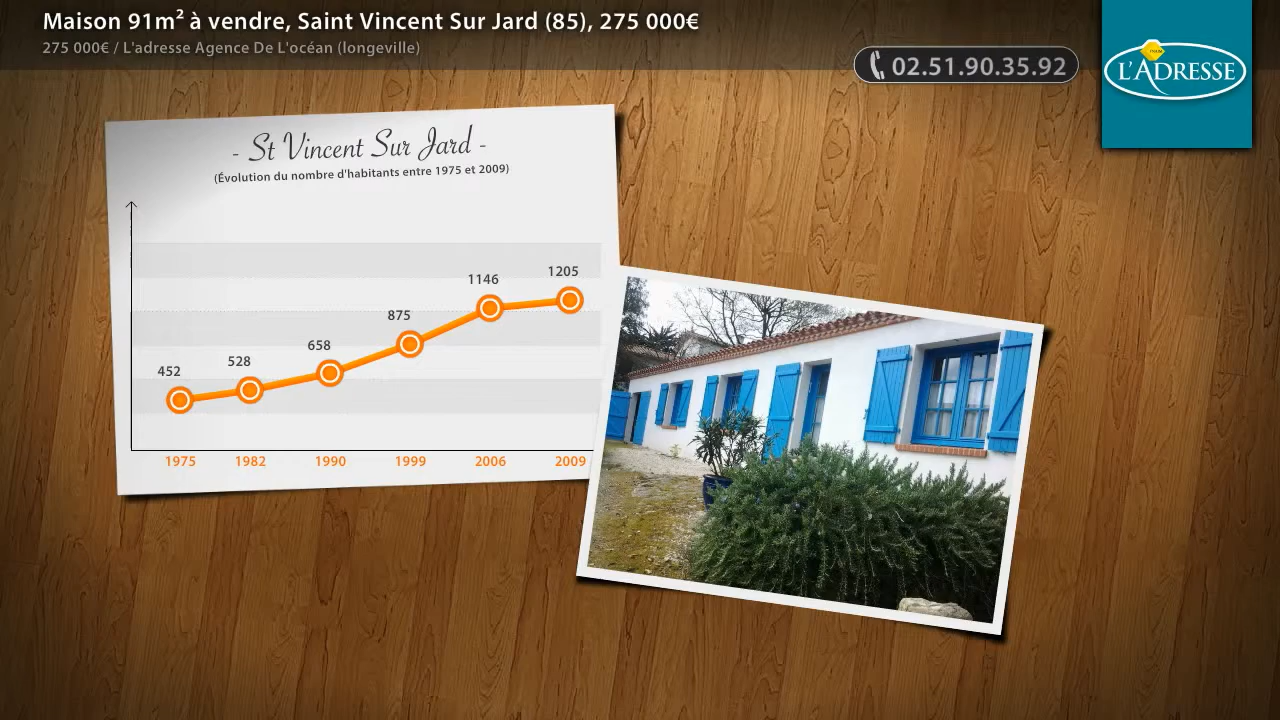 Maison 91m² à vendre, Saint Vincent Sur Jard (85), 275 000€
275 000€ / L'adresse Agence De L'océan (longeville)
02.51.90.35.92
L'ADRESSE
- St Vincent Sur Jard -
(Évolution du nombre d'habitants entre 1975 et 2009)
1205
1146
875
658
528
452
1975 1982 1990 1999 2006 2009